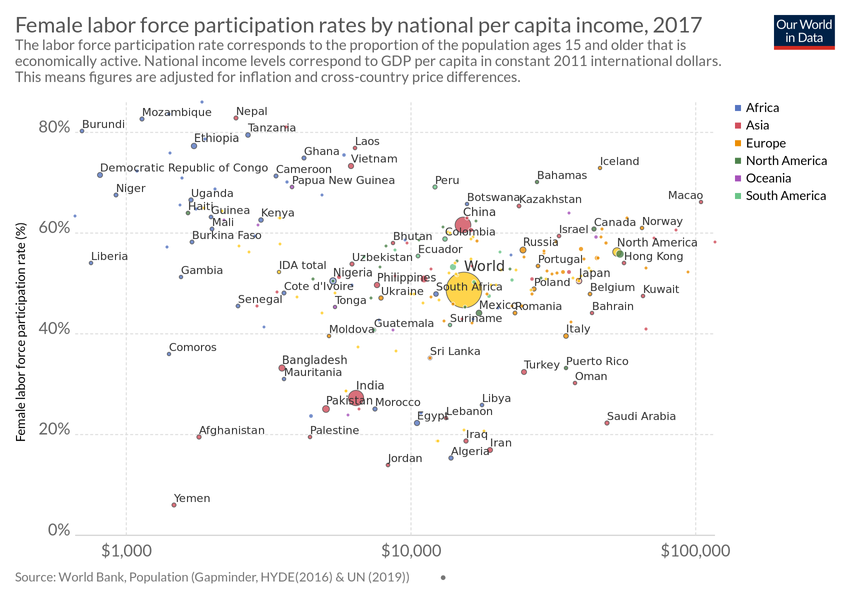 Female labor force participation rates by national per capita income, 2017
Our World
in Data
The labor force participation rate corresponds to the proportion of the population ages 15 and older that is
economically active. National income levels correspond to GDP per capita in constant 2011 international dollars.
This means figures are adjusted for inflation and cross-country price differences.
Africa
Asia
Europe
North America
Oceania
South America
Female labor force participation rate (%)
80%
60%
40%
20%
0%
Mozambique
Nepal
Burundi
Tanzania
Ethiopia
Laos
Ghana
Vietnam
Iceland
Democratic Republic of Congo
Cameroon
Papua New Guinea
Peru
Bahamas
Niger
Uganda
Botswana
Kazakhstan
Macao
Haiti
Guinea
Kenya
China
Mali
Canada
Norway
Burkina Faso
Bhutan
Colombia
Israel
Russia
North America
Liberia
Uzbekistan
Ecuador
Portugal
Hong Kong
Gambia
IDA total
Nigeria
Philippines
World
Japan
Cote d'Ivoire
Ukraine
South Africa
Poland
Belgium
Kuwait
Senegal
Tonga
Mexico
Romania
Bahrain
Moldova
Guatemala
Suriname
Italy
Comoros
Sri Lanka
Bangladesh
Mauritania
Turkey
Puerto Rico
Oman
India
Pakistan
Morocco
Libya
Egypt
Lebanon
Saudi Arabia
Afghanistan
Palestine
Iraq
Iran
Jordan
Algeria
Yemen
$1,000
$10,000
$100,000
Source: World Bank, Population (Gapminder, HYDE(2016) & UN (2019))